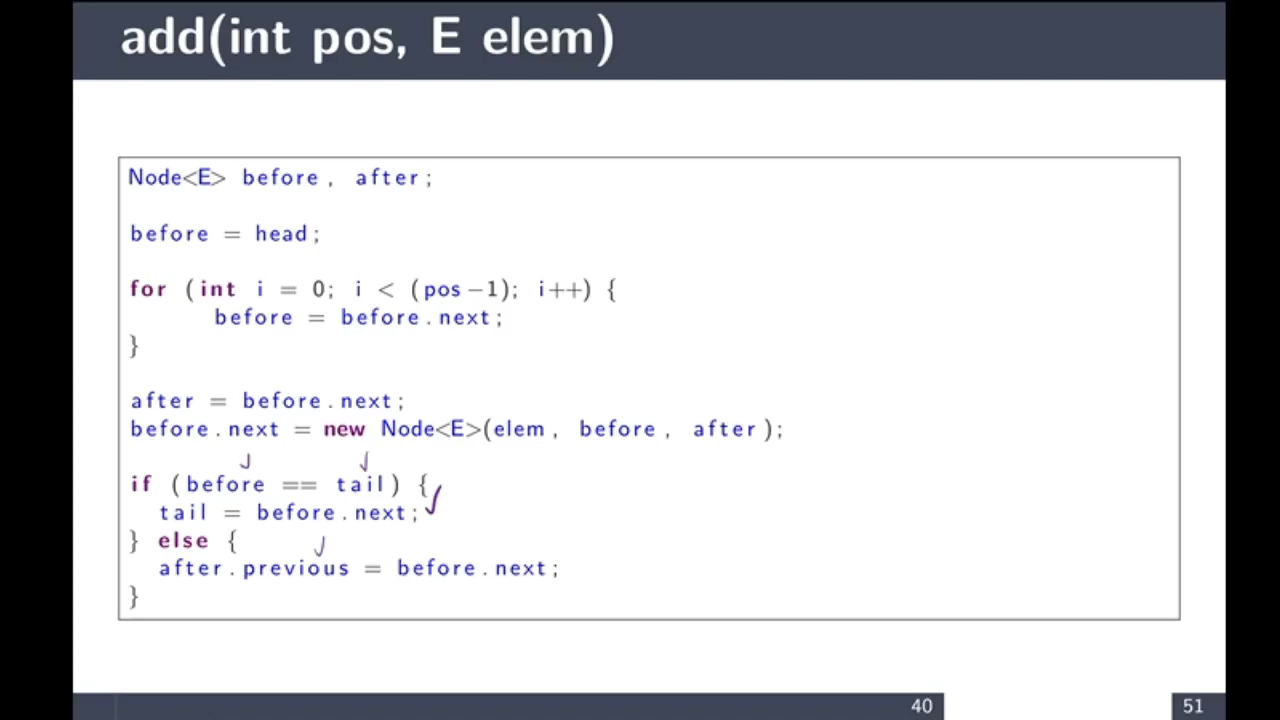 add(int pos, E elem)
Node<E> before, after;
before = head;
for (int i = 0; i < (pos-1); i++) {
before = before.next;
}
after = before.next;
before.next = new Node<E>(elem, before, after);
if (before == tail) {
tail = before.next;
} else {
after.previous = before.next;
}
40
51